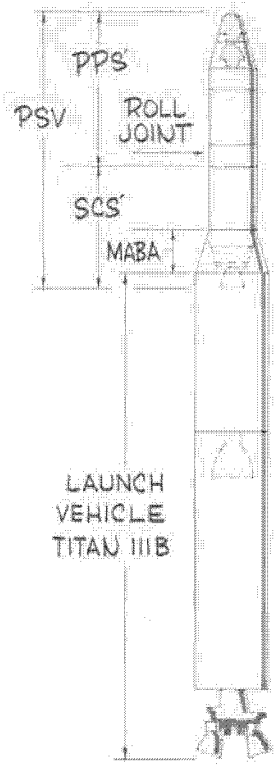 PPS'
PSV
ROLL
JOINT
SCS'
MABA
LAUNCH
VEHICLE
TITAN IIIB